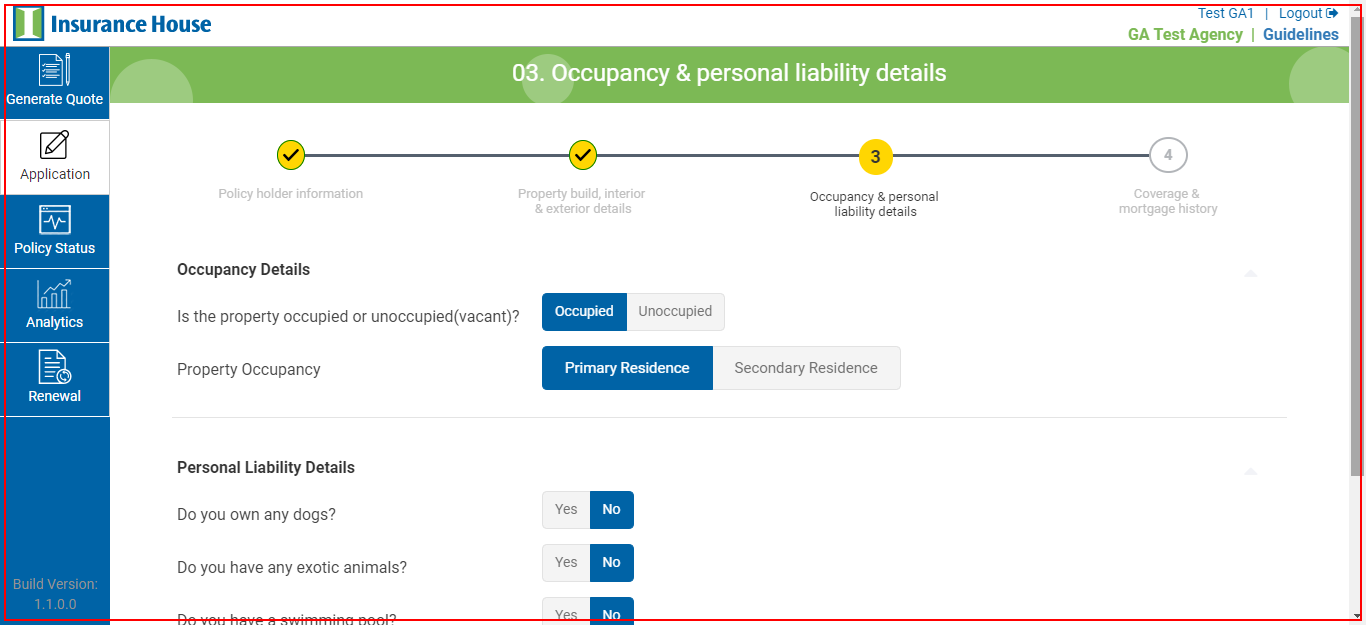 Insurance House
Test GA1 | Logout
GA Test Agency | Guidelines
Generate Quote
Application
Policy Status
Analytics
Renewal
Build Version:
1.1.0.0
03. Occupancy & personal liability details
Policy holder information
Property build, interior
& exterior details
3
Occupancy & personal
liability details
4
Coverage &
mortgage history
Occupancy Details
Is the property occupied or unoccupied(vacant)? Occupied Unoccupied
Property Occupancy Primary Residence Secondary Residence
Personal Liability Details
Do you own any dogs? Yes No
Do you have any exotic animals? Yes No
Do you have a swimming pool? Yes No